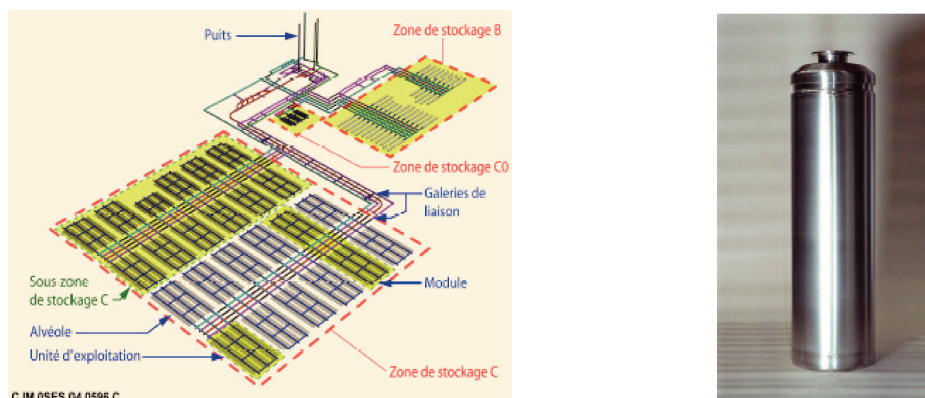 Puits
Zone de stockage B
Zone de stockage C0
Galeries de
liaison
Sous zone
de stockage C
Module
Alvéole
Unité d'exploitation
Zone de stockage C
C.IM.0SES.04.0596.C